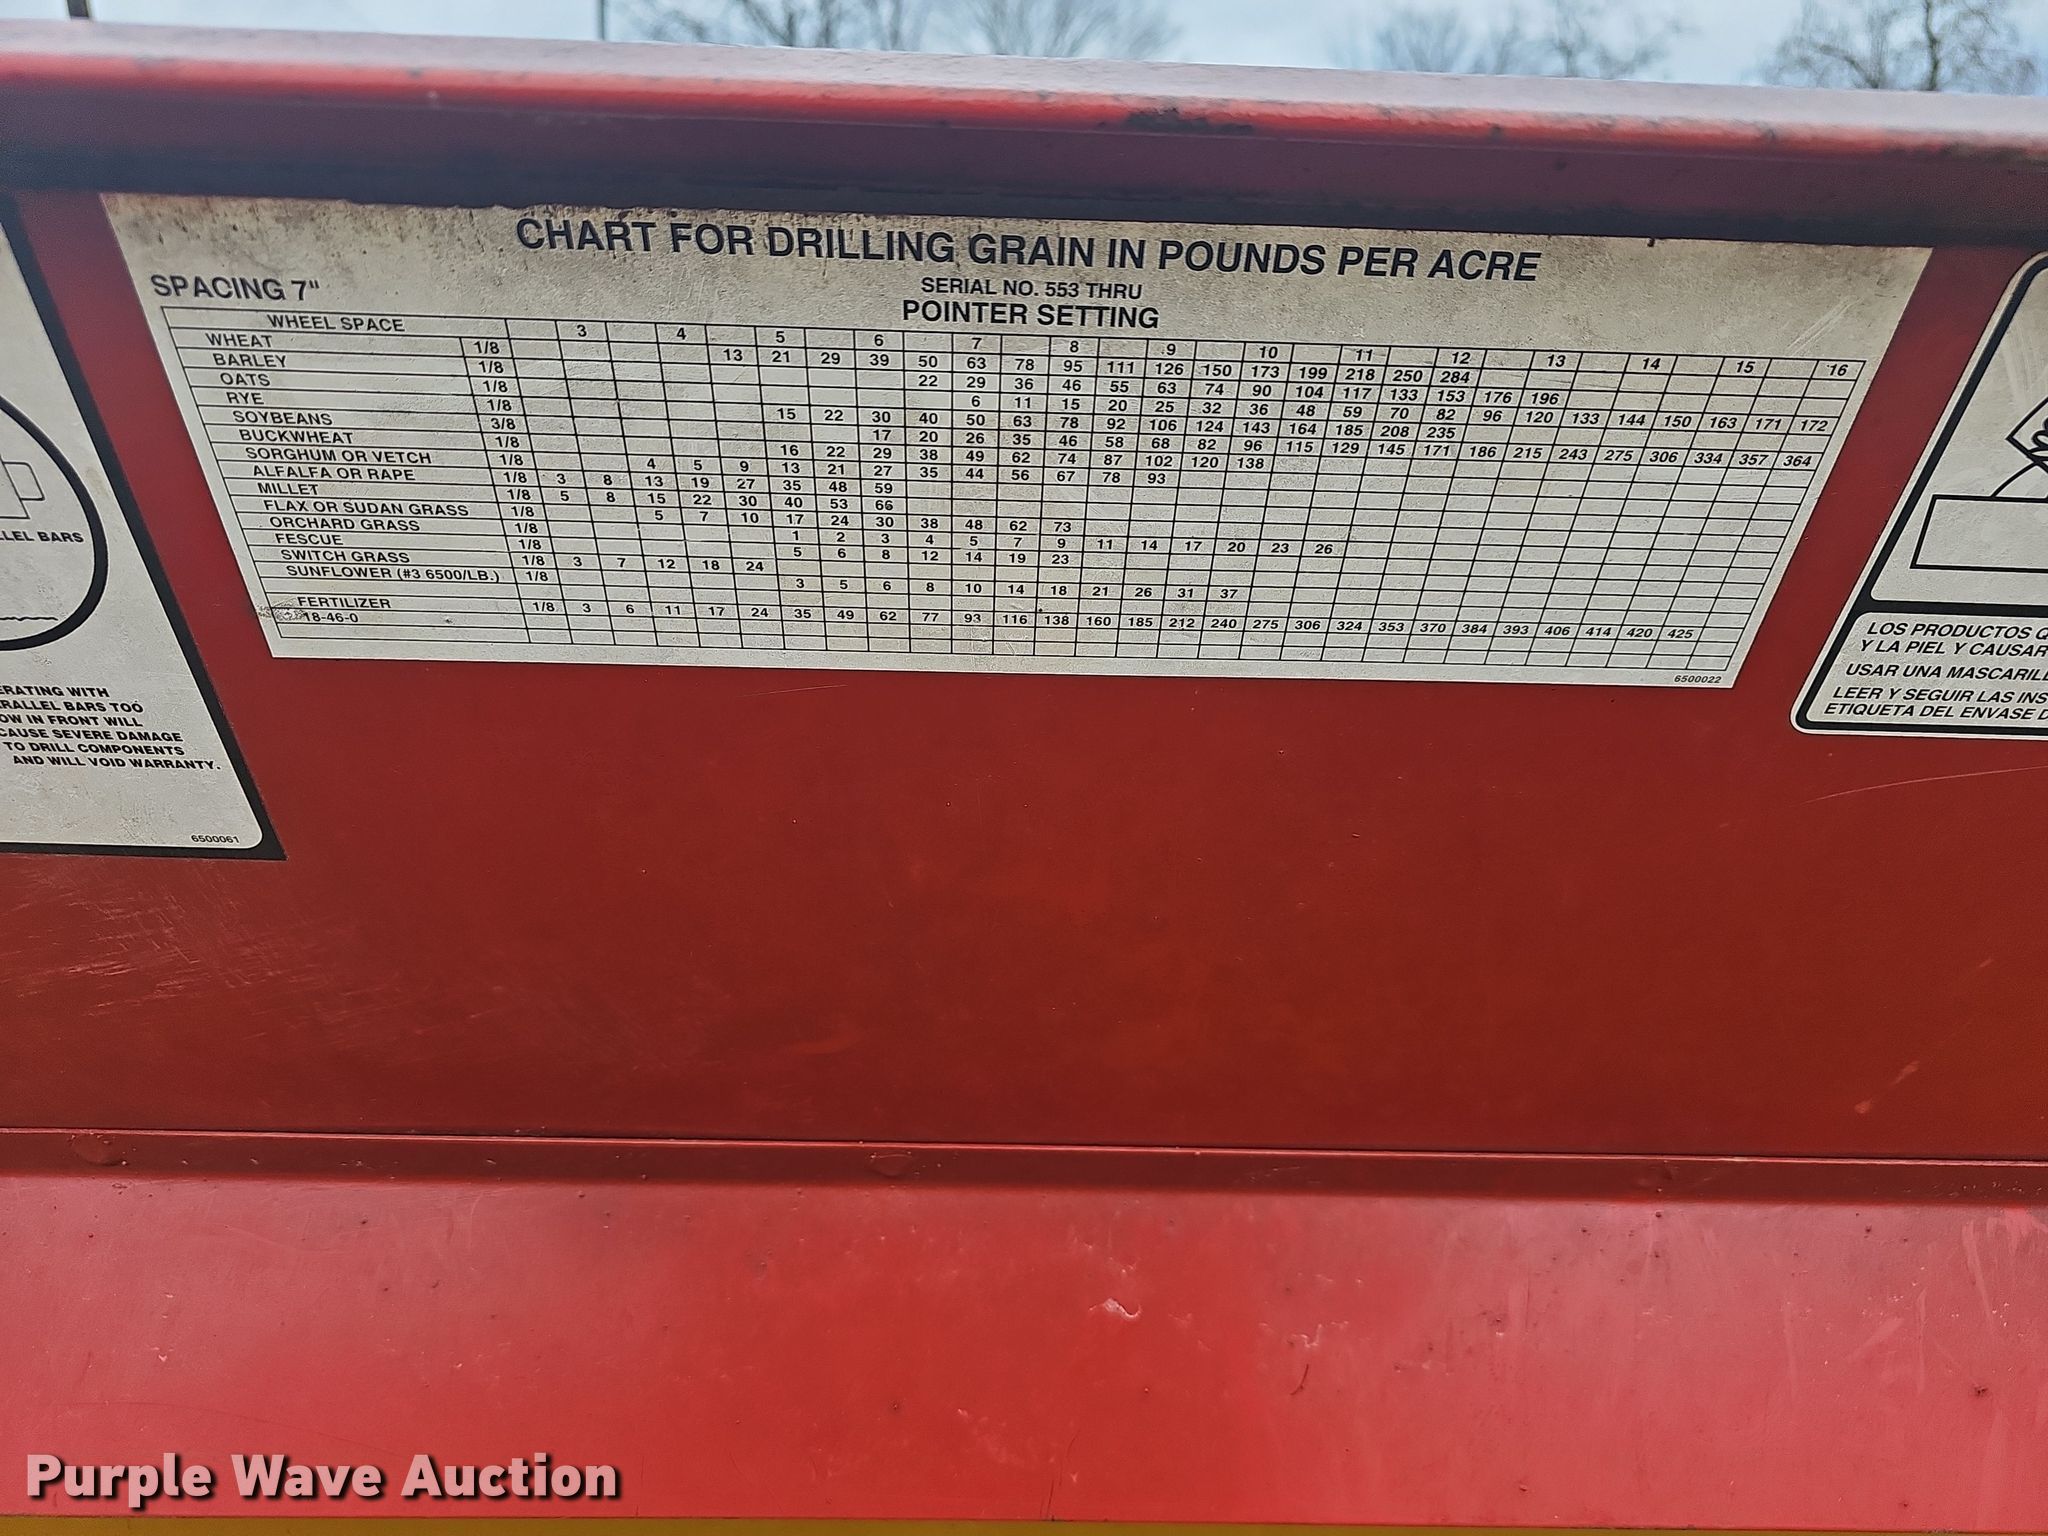 CHART FOR DRILLING GRAIN IN POUNDS PER ACRE
SPACING 7"
SERIAL NO. 553 THRU
POINTER SETTING
WHEEL SPACE 3 4 5 6 7 8 9 10 11 12 13 14 15 16
WHEAT 1/8 13 21 29 39 50 63 78 95 111 126 150 173 199 218 250 284
BARLEY 1/8 22 29 36 46 55 63 74 90 104 117 133 153 176 196
OATS 1/8 6 11 15 20 25 32 36 48 59 70 82 96 120 133 144 150 163 171 172
RYE 1/8 15 22 30 40 50 63 78 92 106 124 143 164 185 208 235
SOYBEANS 3/8 17 20 26 35 46 58 68 82 96 115 129 145 171 186 215 243 275 306 334 357 364
BUCKWHEAT 1/8 16 22 29 38 49 62 74 87 102 120 138
SORGHUM OR VETCH 1/8 4 5 9 13 21 27 35 44 56 67 78 93
ALFALFA OR RAPE 1/8 3 8 13 19 27 35 48 59
MILLET 1/8 5 8 15 22 30 40 53 66
FLAX OR SUDAN GRASS 1/8 5 7 10 17 24 30 38 48 62 73
ORCHARD GRASS 1/8 1 2 3 4 5 7 9 11 14 17 20 23 26
FESCUE 1/8 5 6 8 12 14 19 23
SWITCH GRASS 1/8 3 7 12 18 24
SUNFLOWER (#3 6500/LB.) 1/8 3 5 6 8 10 14 18 21 26 31 37
FERTILIZER 1/8 3 6 11 17 24 35 49 62 77 93 116 138 160 185 212 240 275 306 324 353 370 384 393 406 414 420 425
18-46-0
6500022
BARS
WITH
BARS TOO
OW IN FRONT WILL
CAUSE SEVERE DAMAGE
TO DRILL COMPONENTS
AND WILL VOID WARRANTY.
6500061
LOS PRODUCTOS Q
Y LA PIEL Y CAUSAR
USAR UNA MASCARILL
LEER Y SEGUIR LAS INS
ETIQUETA DEL ENVASE D
Purple Wave Auction